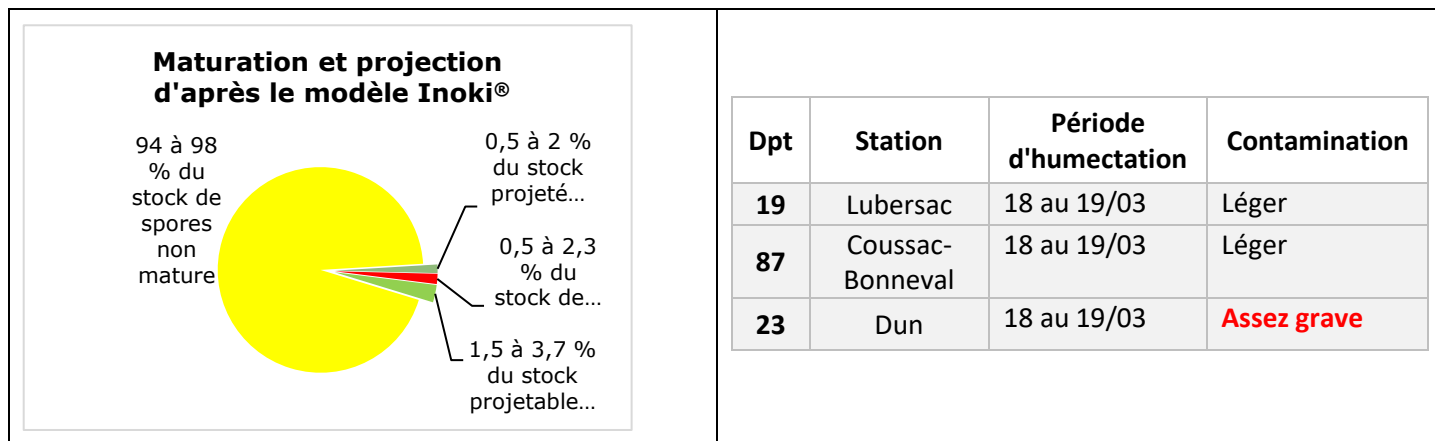 Maturation et projection
d'après le modèle Inoki®
94 à 98
% du
stock de
spores
non
mature
0,5 à 2 %
du stock
projeté…
0,5 à 2,3
% du
stock de…
1,5 à 3,7 %
du stock
projetable…
Dpt Station Période d'humectation Contamination
19 Lubersac 18 au 19/03 Léger
87 Coussac-Bonneval 18 au 19/03 Léger
23 Dun 18 au 19/03 Assez grave